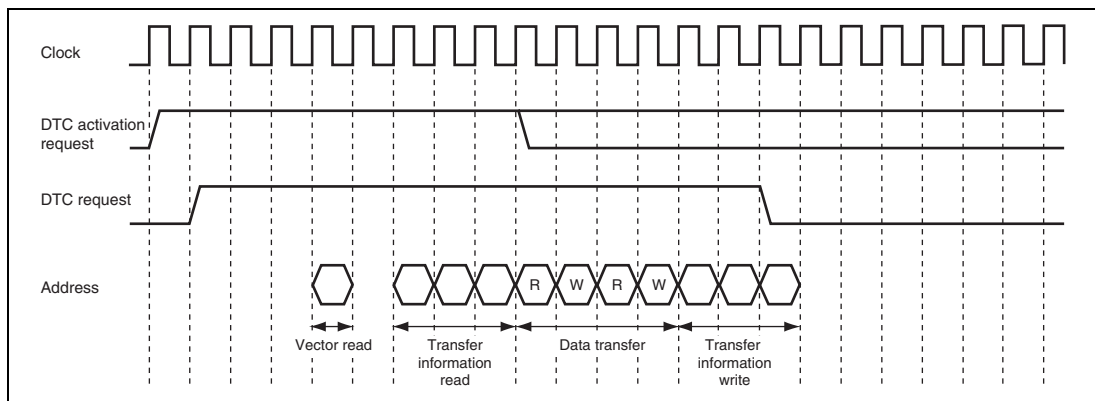 Clock
DTC activation
request
DTC request
Address
R W R W
Vector read
Transfer
information
read
Data transfer
Transfer
information
write